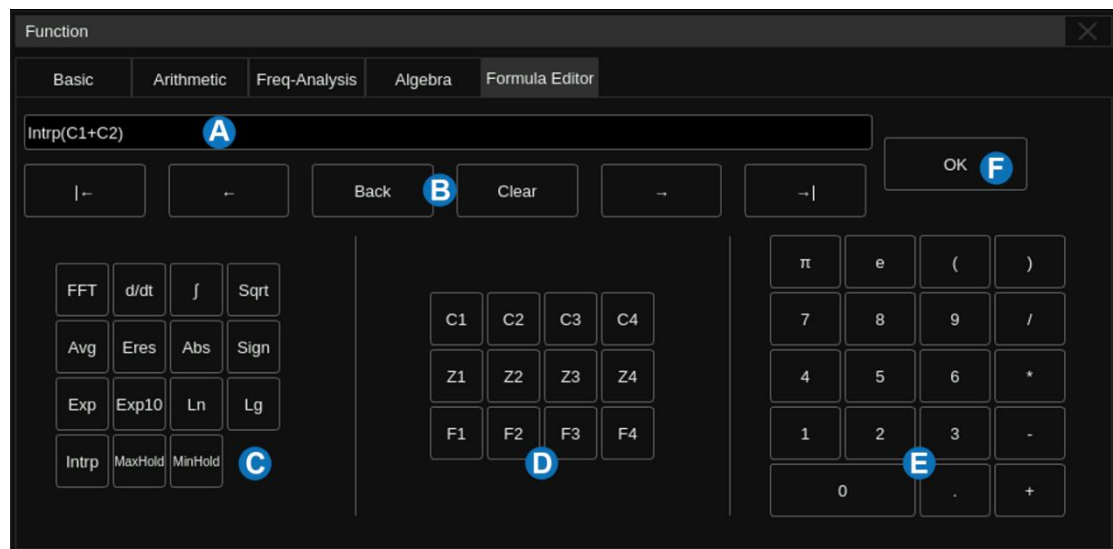 Function
Basic Arithmetic Freq-Analysis Algebra Formula Editor
Intrp(C1+C2) A
OK F
|← ← Back B Clear → →|
FFT d/dt ∫ Sqrt
Avg Eres Abs Sign
Exp Exp10 Ln Lg
Intrp MaxHold MinHold C
C1 C2 C3 C4
Z1 Z2 Z3 Z4
F1 F2 F3 F4
D
π e ( )
7 8 9 /
4 5 6 *
1 2 3 -
E
0 . +